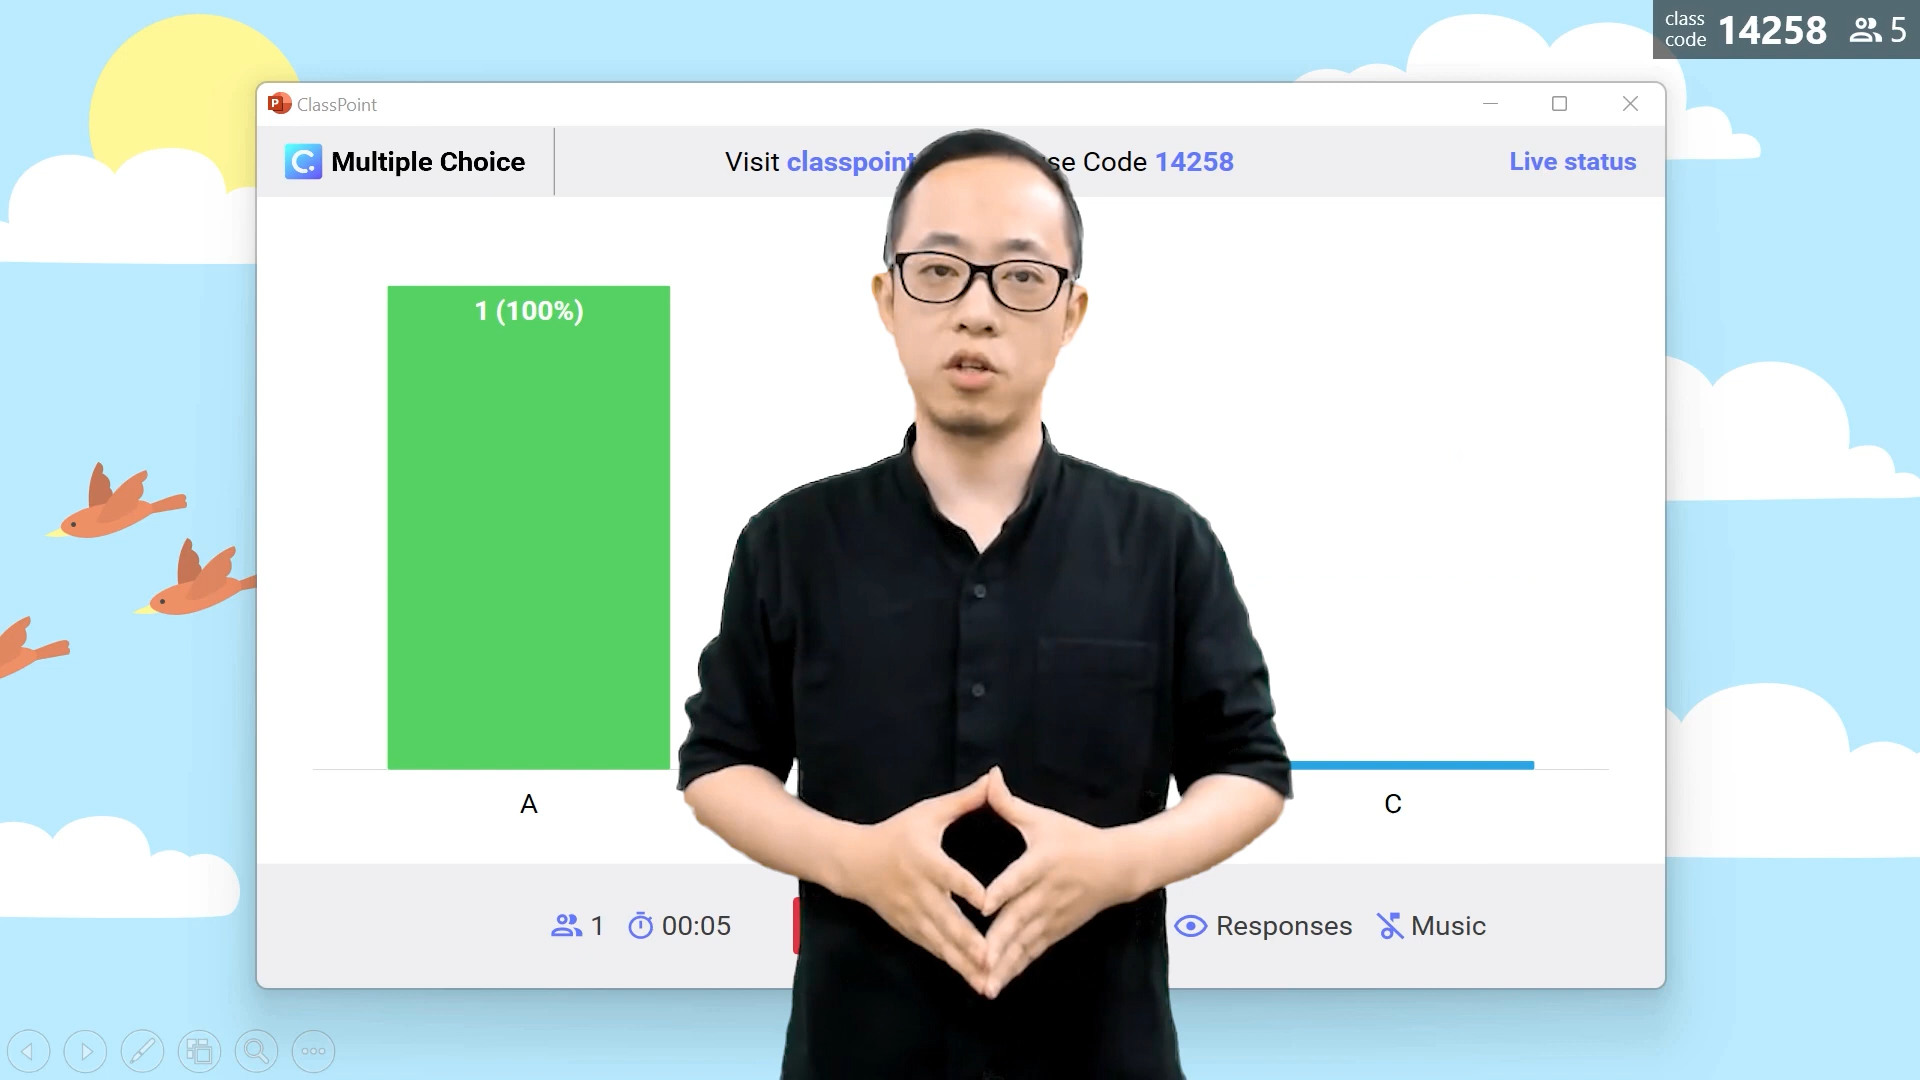 class
code 14258 5
ClassPoint
Multiple Choice
Visit classpoint
se Code 14258
Live status
1 (100%)
A
C
1
00:05
Responses
Music